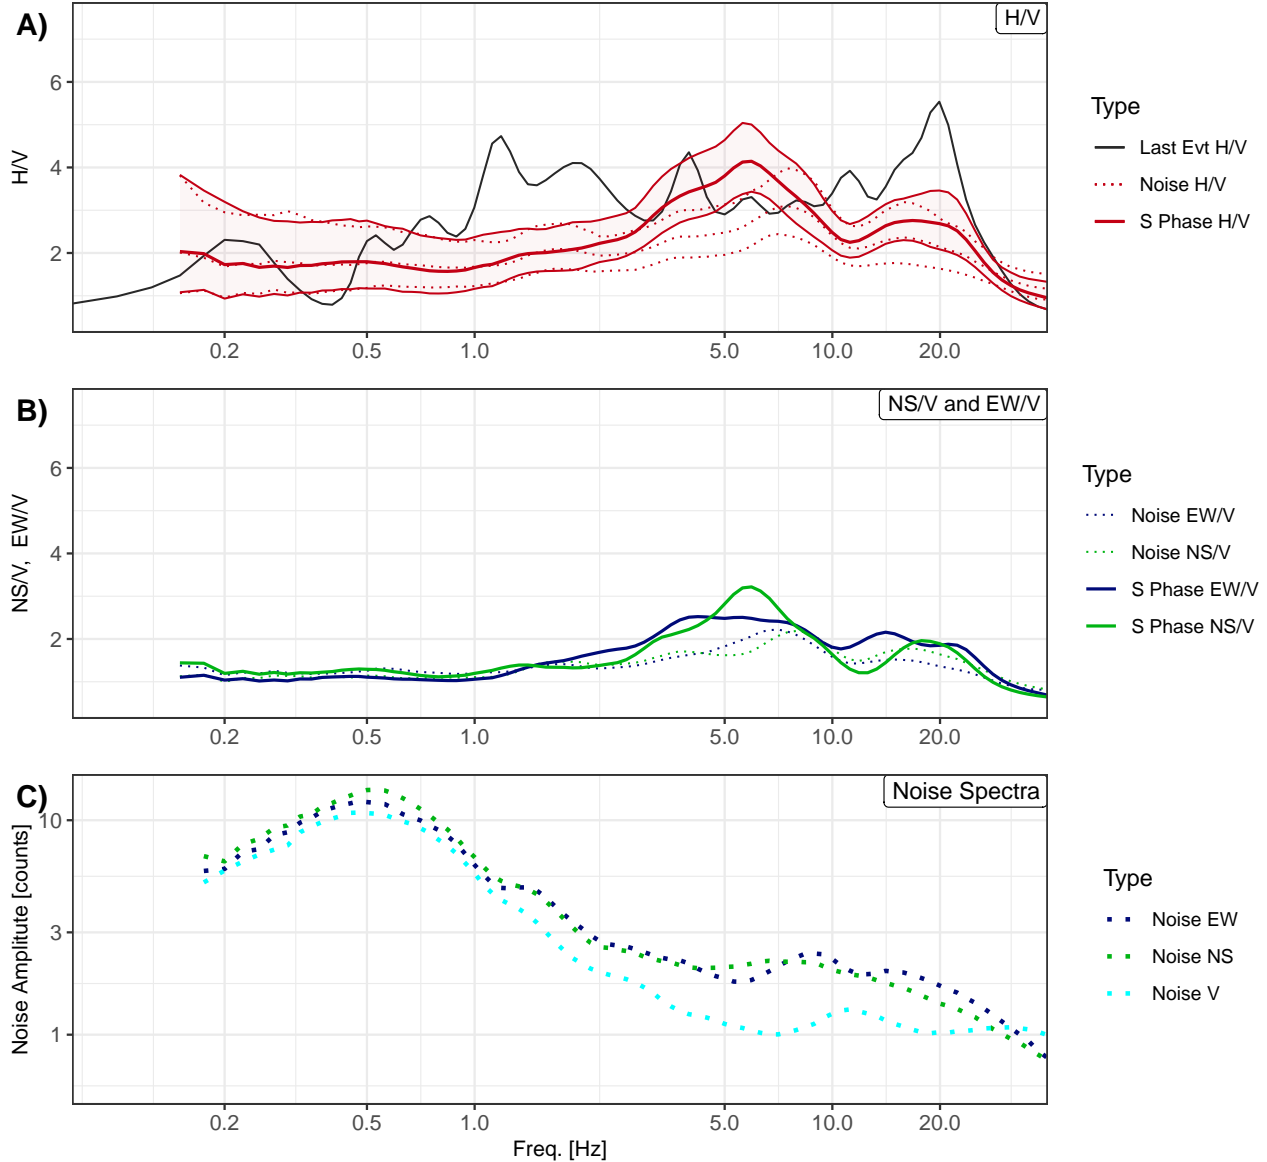 A)
H/V
6
4
2
H/V
0.2 0.5 1.0 5.0 10.0 20.0
Type
Last Evt H/V
Noise H/V
S Phase H/V
B)
NS/V and EW/V
6
4
2
NS/V, EW/V
0.2 0.5 1.0 5.0 10.0 20.0
Type
Noise EW/V
Noise NS/V
S Phase EW/V
S Phase NS/V
C)
Noise Spectra
10
3
1
Noise Amplitute [counts]
0.2 0.5 1.0 5.0 10.0 20.0
Freq. [Hz]
Type
Noise EW
Noise NS
Noise V